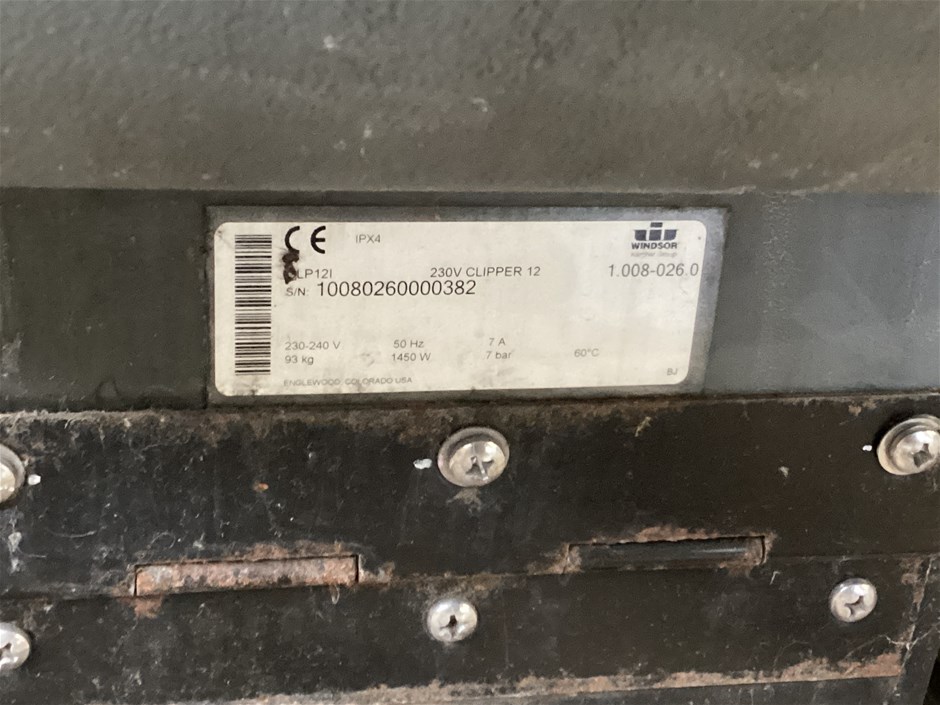 CE IPX4
WINDSOR
Kärcher Group
LP12I 230V CLIPPER 12 1.008-026.0
S/N: 10080260000382
230-240 V 50 Hz 7 A
93 kg 1450 W 7 bar 60°C
BJ
ENGLEWOOD, COLORADO USA